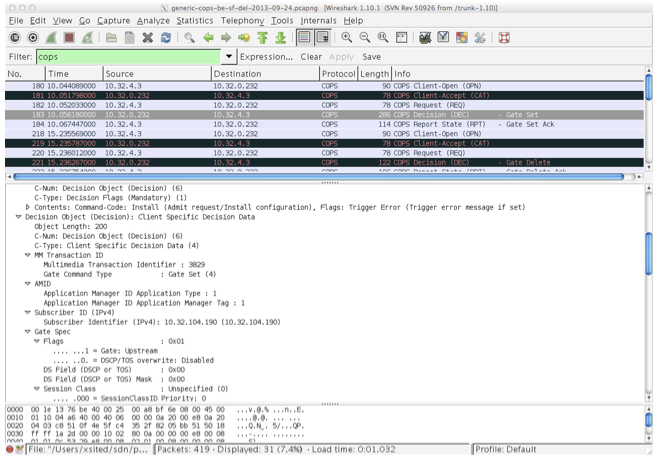 generic-cops-be-sf-del-2013-09-24.pcapng   [Wireshark 1.10.1  (SVN Rev 50926 from /trunk-1.10)]
File Edit View Go Capture Analyze Statistics Telephony Tools Internals Help
Filter: cops Expression... Clear Apply Save
No. Time Source Destination Protocol Length Info
180 10.044089000 10.32.4.3 10.32.0.232 COPS 90 COPS Client-Open (OPN)
181 10.051798000 10.32.0.232 10.32.4.3 COPS 78 COPS Client-Accept (CAT)
182 10.052033000 10.32.4.3 10.32.0.232 COPS 78 COPS Request (REQ)
183 10.056180000 10.32.0.232 10.32.4.3 COPS 286 COPS Decision (DEC) - Gate Set
184 10.067447000 10.32.4.3 10.32.0.232 COPS 114 COPS Report State (RPT) - Gate Set Ack
218 15.235569000 10.32.4.3 10.32.0.232 COPS 90 COPS Client-Open (OPN)
219 15.235787000 10.32.0.232 10.32.4.3 COPS 78 COPS Client-Accept (CAT)
220 15.236012000 10.32.4.3 10.32.0.232 COPS 78 COPS Request (REQ)
221 15.236267000 10.32.0.232 10.32.4.3 COPS 122 COPS Decision (DEC) - Gate Delete
C-Num: Decision Object (Decision) (6)
C-Type: Decision Flags (Mandatory) (1)
Contents: Command-Code: Install (Admit request/Install configuration), Flags: Trigger Error (Trigger error message if set)
Decision Object (Decision): Client Specific Decision Data
Object Length: 200
C-Num: Decision Object (Decision) (6)
C-Type: Client Specific Decision Data (4)
MM Transaction ID
Multimedia Transaction Identifier : 3829
Gate Command Type : Gate Set (4)
AMID
Application Manager ID Application Type : 1
Application Manager ID Application Manager Tag : 1
Subscriber ID (IPv4)
Subscriber Identifier (IPv4): 10.32.104.190 (10.32.104.190)
Gate Spec
Flags : 0x01
.... ...1 = Gate: Upstream
.... ..0. = DSCP/TOS overwrite: Disabled
DS Field (DSCP or TOS) : 0x00
DS Field (DSCP or TOS) Mask : 0x00
Session Class : Unspecified (0)
.... .000 = SessionClassID Priority: 0
0000 00 1e 13 76 be 40 00 25 00 a8 bf 6e 08 00 45 00 ...v.@.% ...n..E.
0010 01 10 04 a6 40 00 40 06 00 00 0a 20 00 e8 0a 20 ....@.@. ... ...
0020 04 03 c8 51 0f 4e 5f c4 35 2f 82 05 bb 51 50 18 ...Q.N_. 5/...QP.
File: "/Users/xsited/sdn/p... Packets: 419 · Displayed: 31 (7.4%) · Load time: 0:01.032 Profile: Default